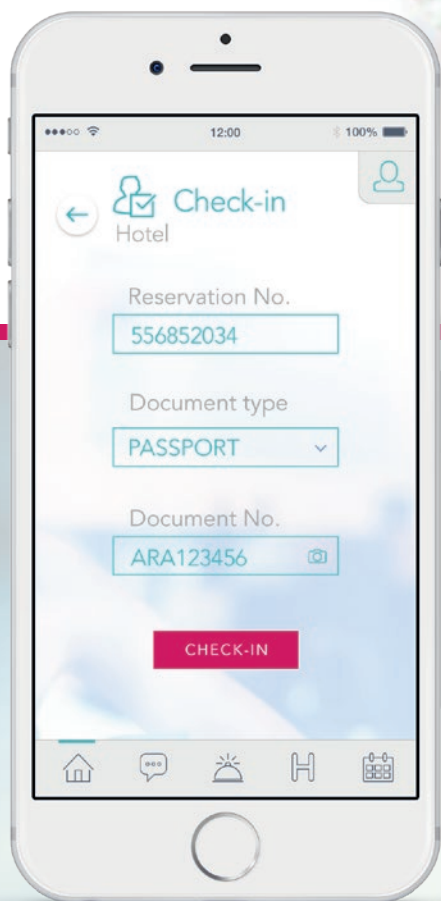 12:00
100%
Check-in
Hotel
Reservation No.
556852034
Document type
PASSPORT
Document No.
ARA123456
CHECK-IN
H